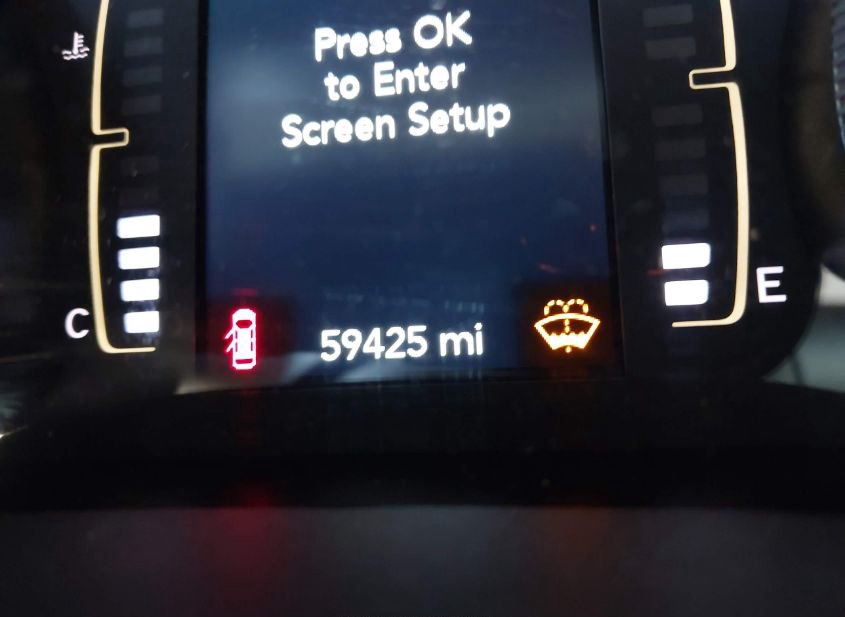 Press OK
to Enter
Screen Setup
E
C
59425 mi